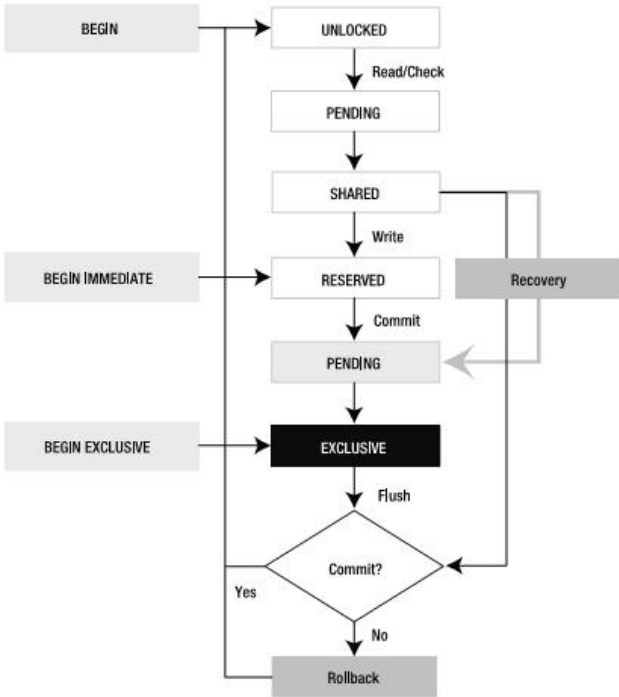 BEGIN
UNLOCKED
Read/Check
PENDING
SHARED
Write
BEGIN IMMEDIATE
RESERVED
Recovery
Commit
PENDING
BEGIN EXCLUSIVE
EXCLUSIVE
Flush
Commit?
Yes
No
Rollback